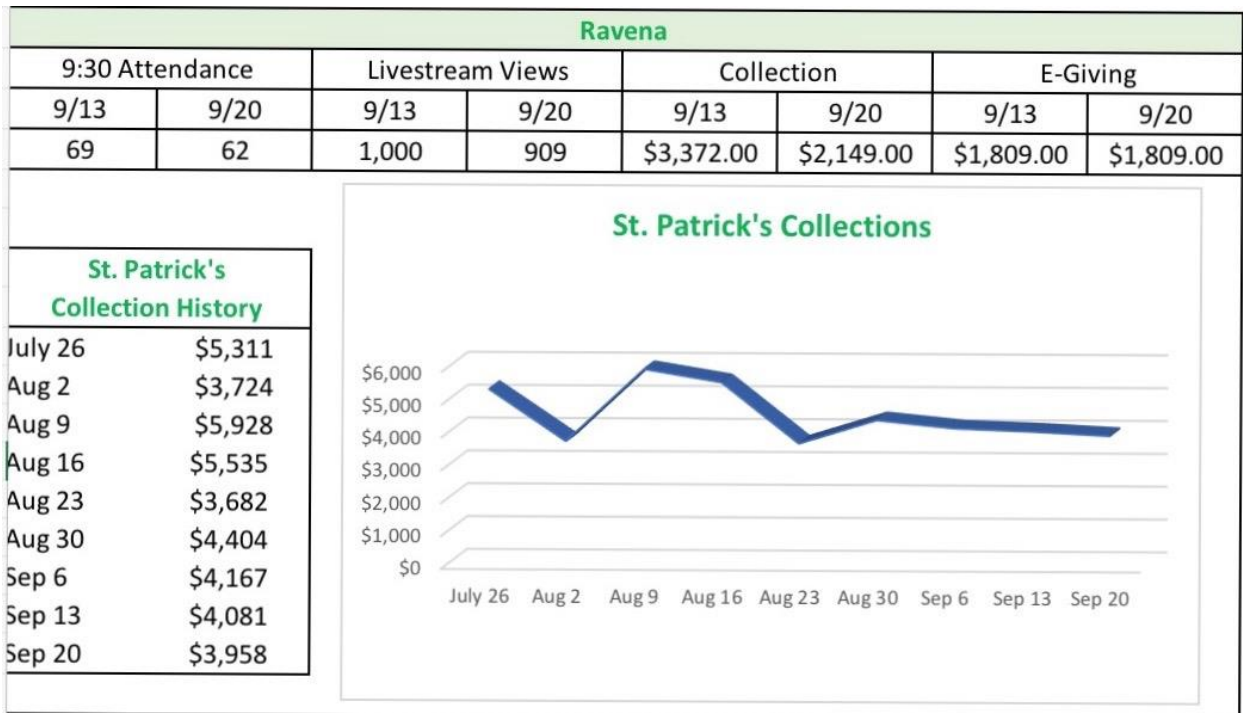 Ravena
9:30 Attendance Livestream Views Collection E-Giving
9/13 9/20 9/13 9/20 9/13 9/20 9/13 9/20
69 62 1,000 909 $3,372.00 $2,149.00 $1,809.00 $1,809.00
St. Patrick's
Collection History
July 26 $5,311
Aug 2 $3,724
Aug 9 $5,928
Aug 16 $5,535
Aug 23 $3,682
Aug 30 $4,404
Sep 6 $4,167
Sep 13 $4,081
Sep 20 $3,958
St. Patrick's Collections
$6,000
$5,000
$4,000
$3,000
$2,000
$1,000
$0
July 26 Aug 2 Aug 9 Aug 16 Aug 23 Aug 30 Sep 6 Sep 13 Sep 20